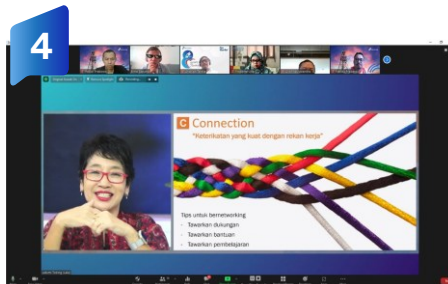 4
C Connection
"Keterikatan yang kuat dengan rekan kerja"
Tips untuk bernetworking
- Tawarkan dukungan
- Tawarkan bantuan
- Tawarkan pembelajaran